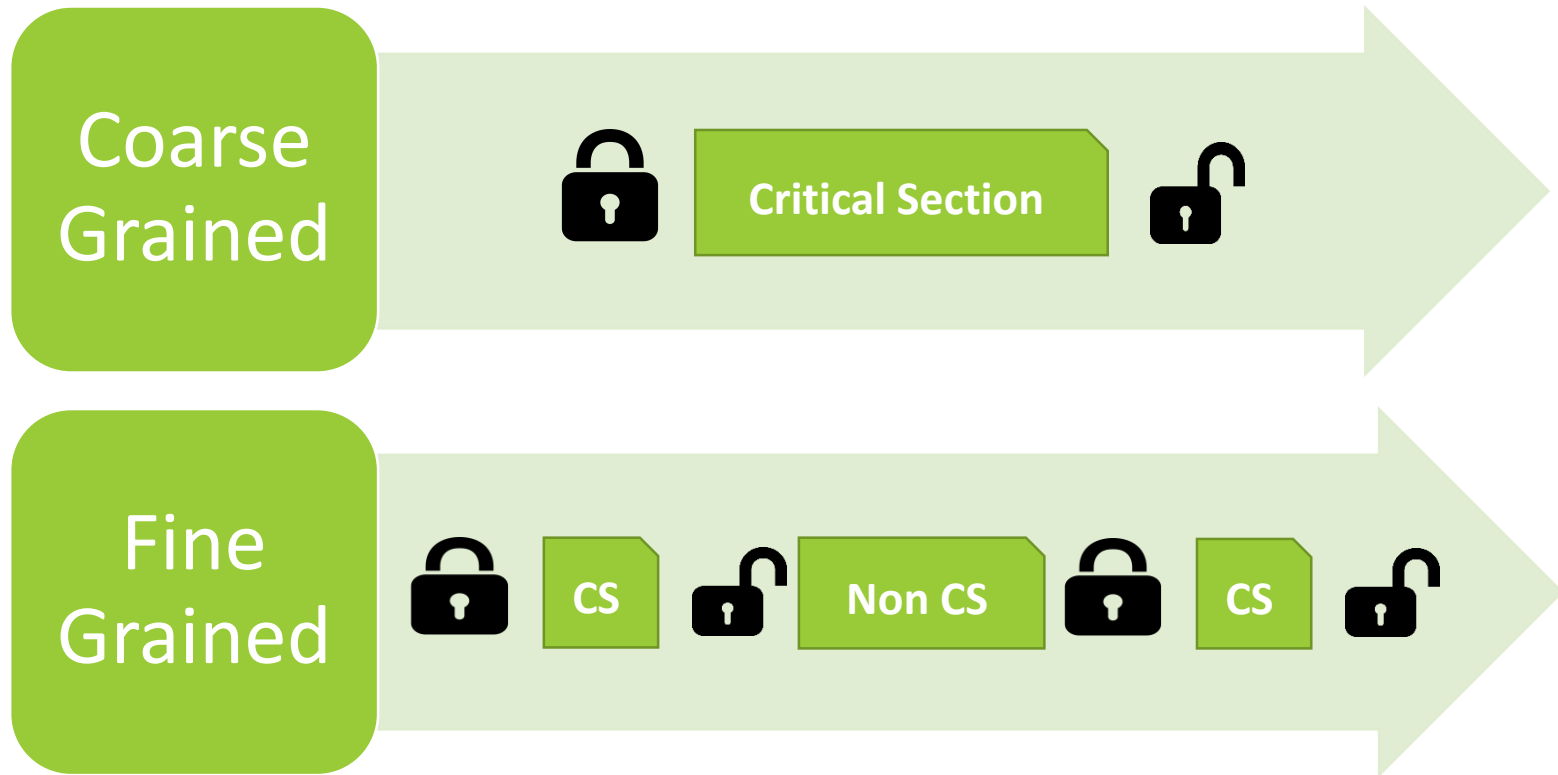 Coarse
Grained
Critical Section
Fine
Grained
CS
Non CS
CS